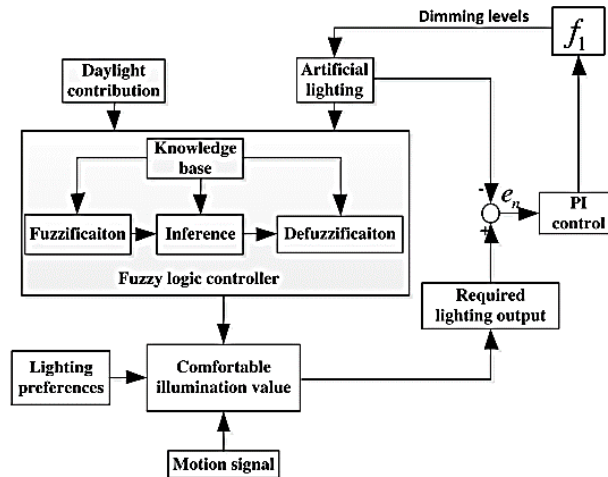 Dimming levels
f1
Daylight
contribution
Artificial
lighting
Knowledge
base
Fuzzificaiton
Inference
Defuzzificaiton
Fuzzy logic controller
-
+
en
PI
control
Required
lighting output
Lighting
preferences
Comfortable
illumination value
Motion signal